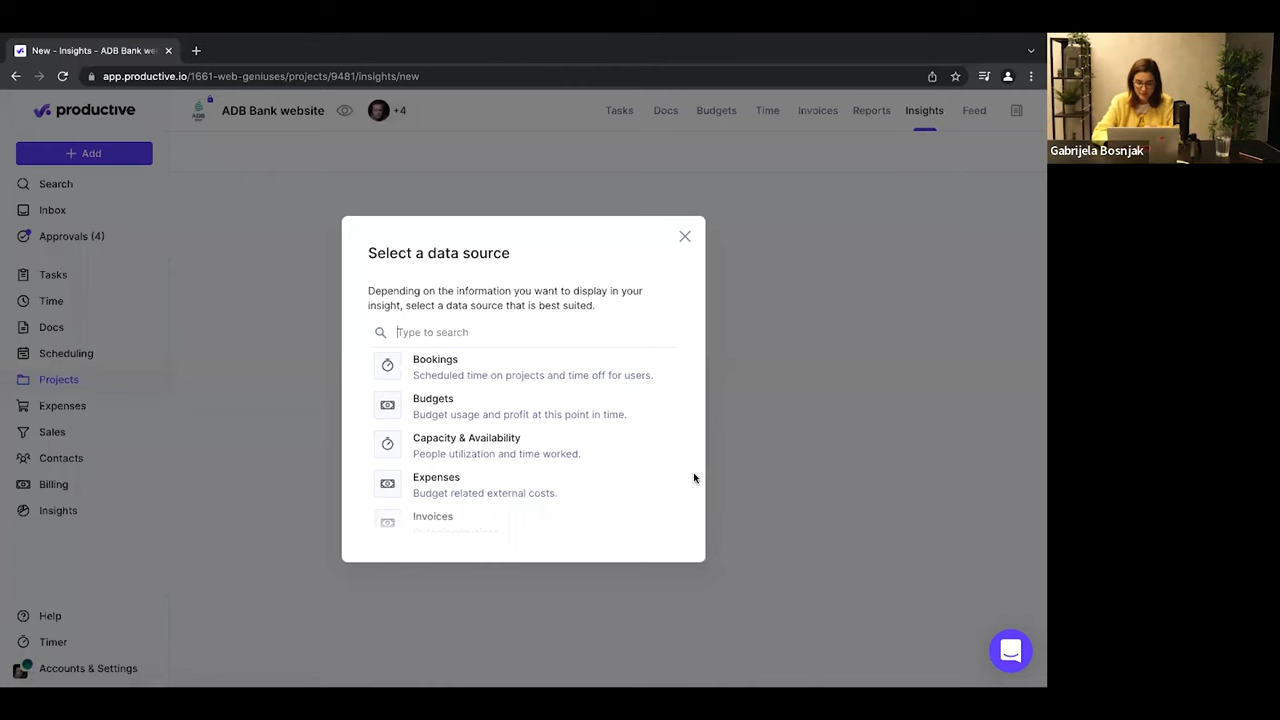 New - Insights - ADB Bank we
app.productive.io/1661-web-geniuses/projects/9481/insights/new
productive
ADB Bank website
+4
Tasks
Docs
Budgets
Time
Invoices
Reports
Insights
Feed
Gabrijela Bosnjak
+ Add
Search
Inbox
Approvals (4)
Tasks
Time
Docs
Scheduling
Projects
Expenses
Sales
Contacts
Billing
Insights
Help
Timer
Accounts & Settings
Select a data source
Depending on the information you want to display in your
insight, select a data source that is best suited.
Type to search
Bookings
Scheduled time on projects and time off for users.
Budgets
Budget usage and profit at this point in time.
Capacity & Availability
People utilization and time worked.
Expenses
Budget related external costs.
Invoices